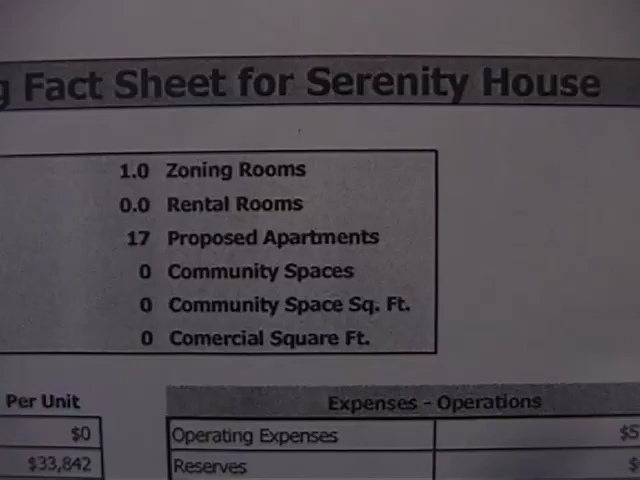 Fact Sheet for Serenity House
1.0 Zoning Rooms
0.0 Rental Rooms
17 Proposed Apartments
0 Community Spaces
0 Community Space Sq. Ft.
0 Comercial Square Ft.
Per Unit
Expenses - Operations
$0
Operating Expenses
$33,842
Reserves